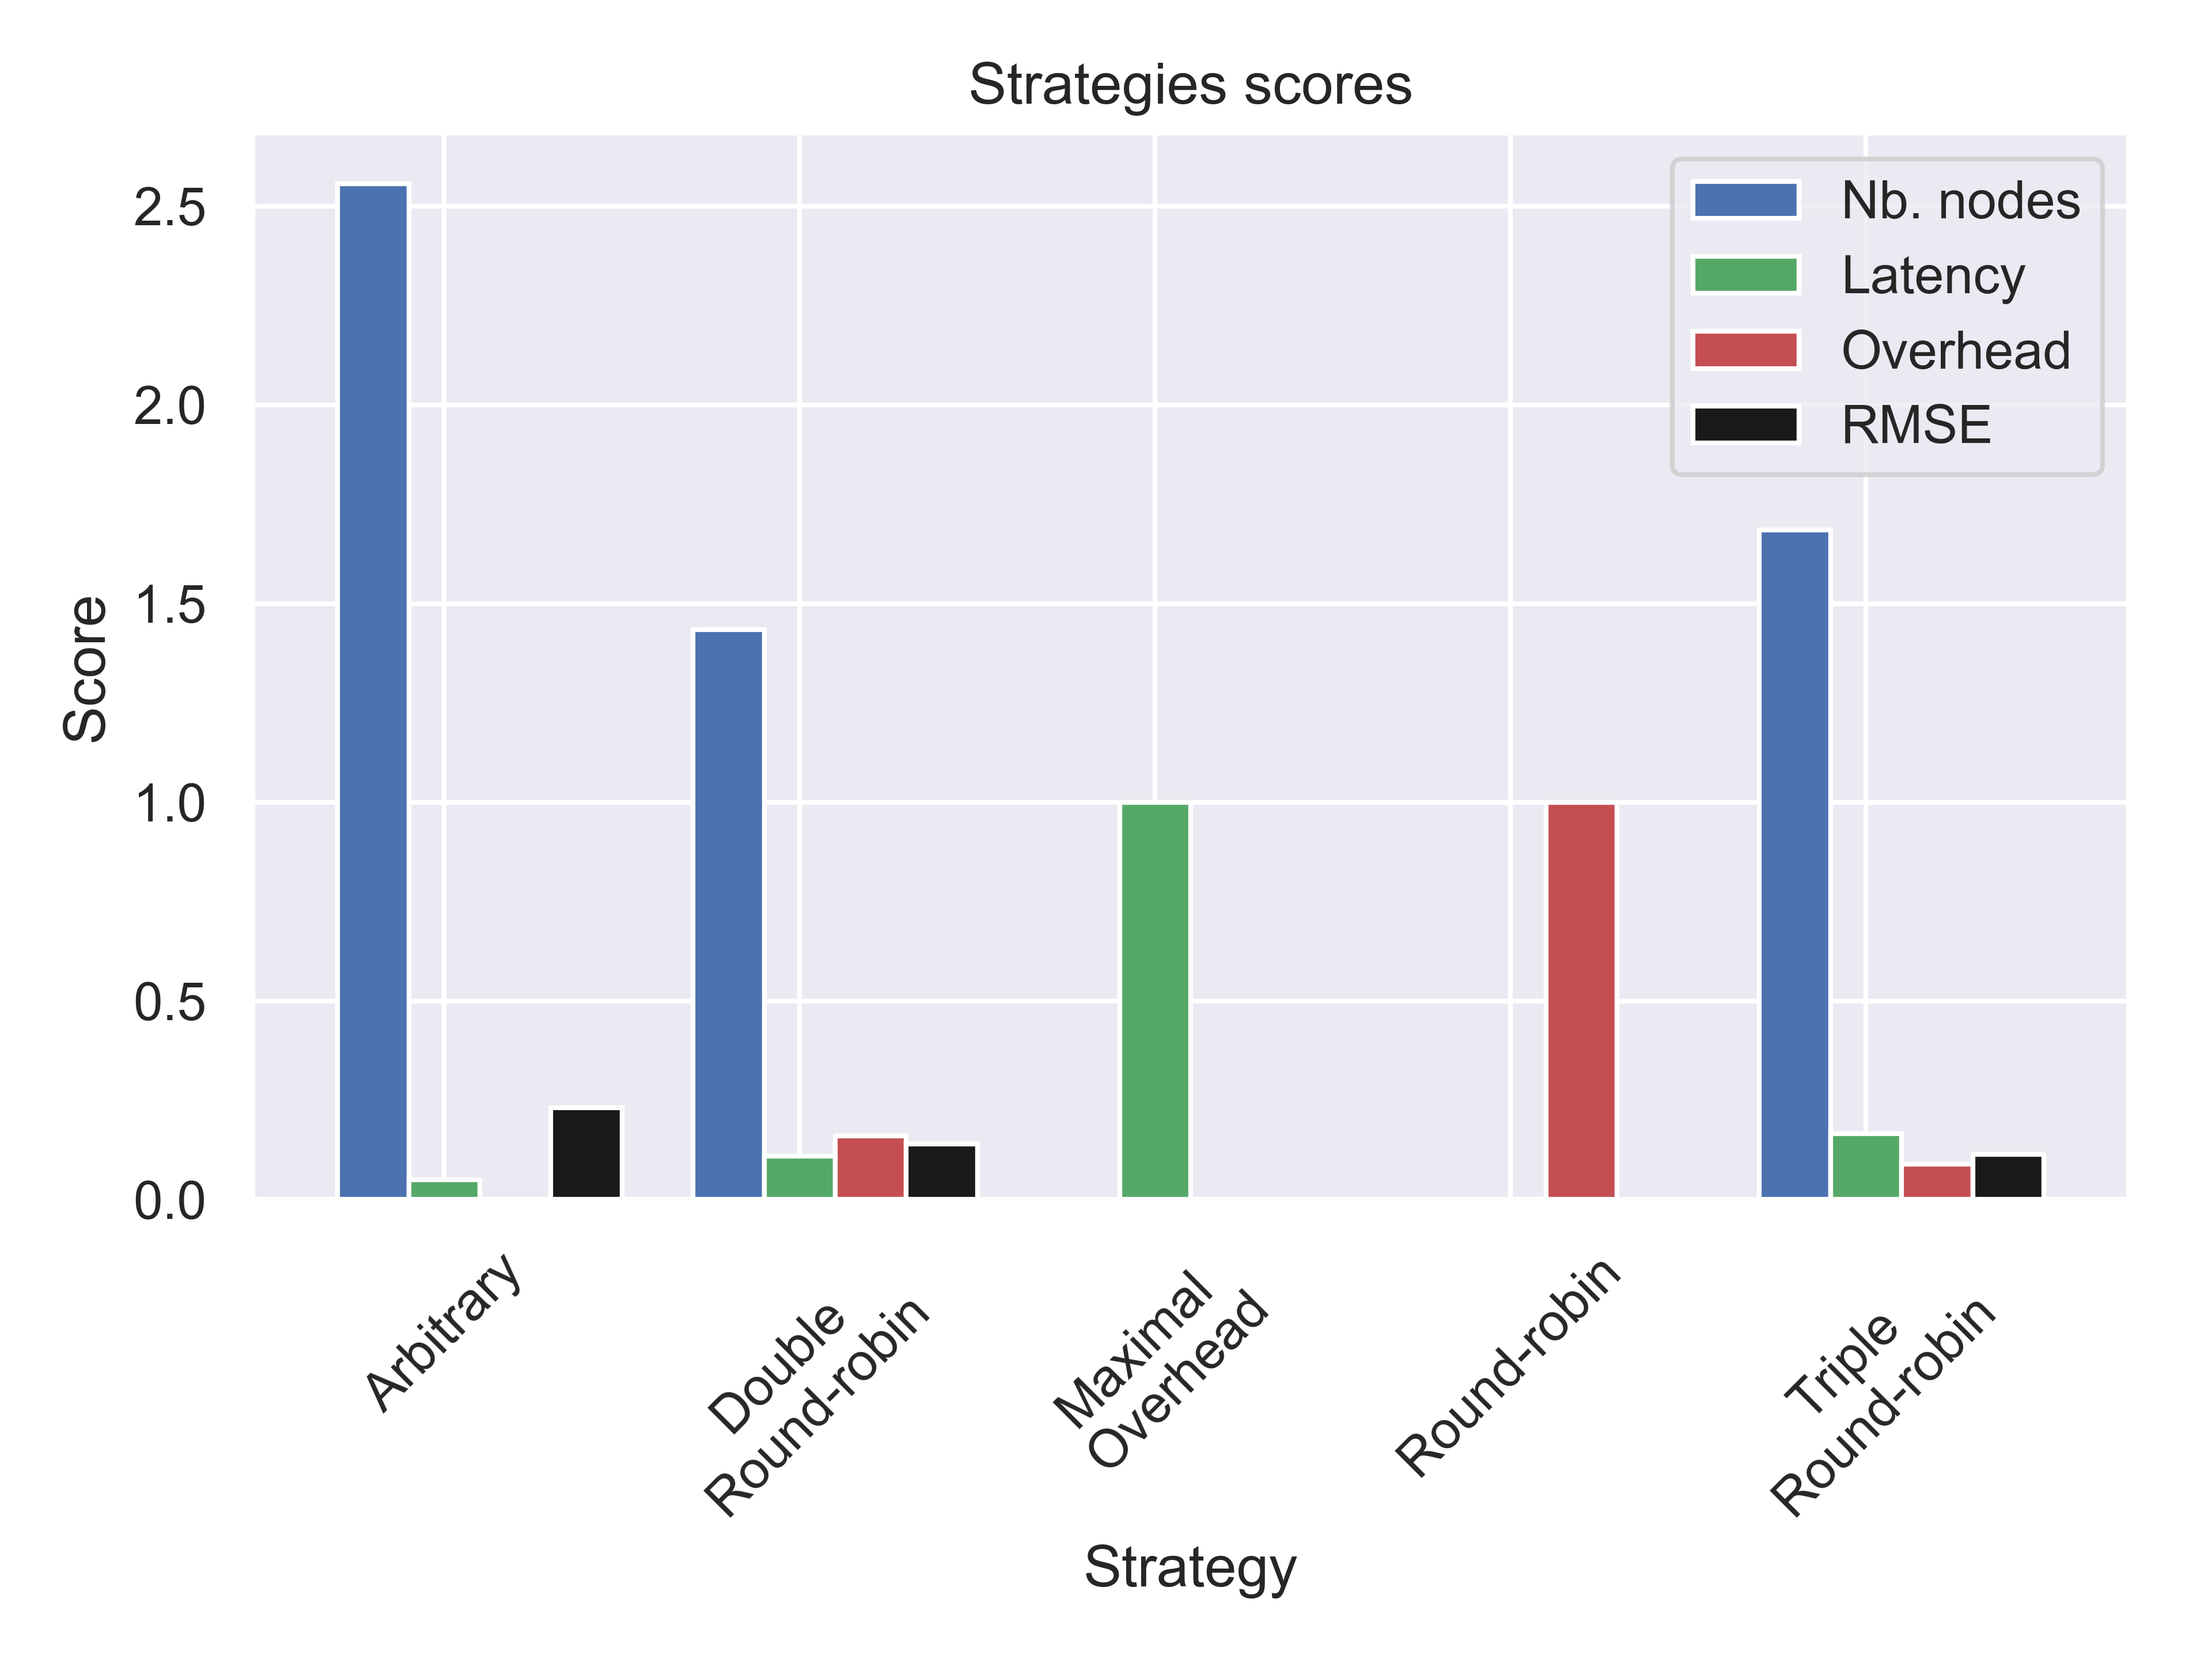 Strategies scores
Nb. nodes
Latency
Overhead
RMSE
Score
2.5
2.0
1.5
1.0
0.5
0.0
Arbitrary
Double
Round-robin
Maximal
Overhead
Round-robin
Triple
Round-robin
Strategy